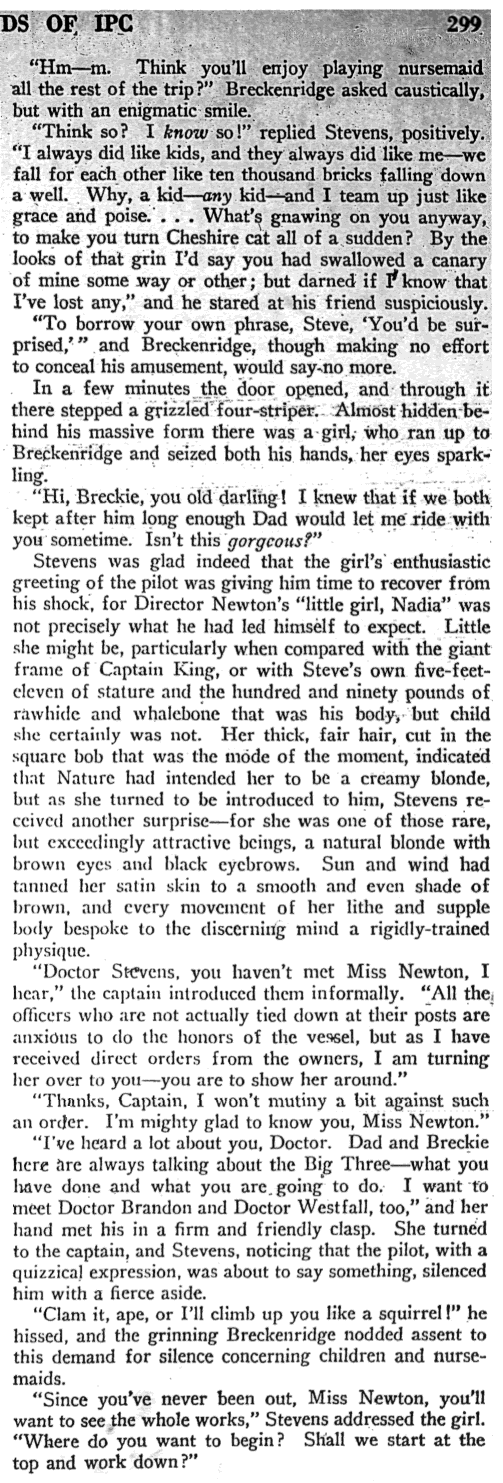 DS OF IPC 299
"Hm—m. Think you'll enjoy playing nursemaid
all the rest of the trip?" Breckenridge asked caustically,
but with an enigmatic smile.
"Think so? I know so!" replied Stevens, positively.
"I always did like kids, and they always did like me—we
fall for each other like ten thousand bricks falling down
a well. Why, a kid—any kid—and I team up just like
grace and poise. . . . What's gnawing on you anyway,
to make you turn Cheshire cat all of a sudden? By the
looks of that grin I'd say you had swallowed a canary
of mine some way or other; but darned if I know that
I've lost any," and he stared at his friend suspiciously.
"To borrow your own phrase, Steve, 'You'd be sur-
prised,'" and Breckenridge, though making no effort
to conceal his amusement, would say no more.
In a few minutes the door opened, and through it
there stepped a grizzled four-striper. Almost hidden be-
hind his massive form there was a girl, who ran up to
Breckenridge and seized both his hands, her eyes spark-
ling.
"Hi, Breckie, you old darling! I knew that if we both
kept after him long enough Dad would let me ride with
you sometime. Isn't this gorgeous?"
Stevens was glad indeed that the girl's enthusiastic
greeting of the pilot was giving him time to recover from
his shock, for Director Newton's "little girl, Nadia" was
not precisely what he had led himself to expect. Little
she might be, particularly when compared with the giant
frame of Captain King, or with Steve's own five-feet-
eleven of stature and the hundred and ninety pounds of
rawhide and whalebone that was his body, but child
she certainly was not. Her thick, fair hair, cut in the
square bob that was the mode of the moment, indicated
that Nature had intended her to be a creamy blonde,
but as she turned to be introduced to him, Stevens re-
ceived another surprise—for she was one of those rare,
but exceedingly attractive beings, a natural blonde with
brown eyes and black eyebrows. Sun and wind had
tanned her satin skin to a smooth and even shade of
brown, and every movement of her lithe and supple
body bespoke to the discerning mind a rigidly-trained
physique.
"Doctor Stevens, you haven't met Miss Newton, I
hear," the captain introduced them informally. "All the
officers who are not actually tied down at their posts are
anxious to do the honors of the vessel, but as I have
received direct orders from the owners, I am turning
her over to you—you are to show her around."
"Thanks, Captain, I won't mutiny a bit against such
an order. I'm mighty glad to know you, Miss Newton."
"I've heard a lot about you, Doctor. Dad and Breckie
here are always talking about the Big Three—what you
have done and what you are going to do. I want to
meet Doctor Brandon and Doctor Westfall, too," and her
hand met his in a firm and friendly clasp. She turned
to the captain, and Stevens, noticing that the pilot, with a
quizzical expression, was about to say something, silenced
him with a fierce aside.
"Clam it, ape, or I'll climb up you like a squirrel!" he
hissed, and the grinning Breckenridge nodded assent to
this demand for silence concerning children and nurse-
maids.
"Since you've never been out, Miss Newton, you'll
want to see the whole works," Stevens addressed the girl.
"Where do you want to begin? Shall we start at the
top and work down?"